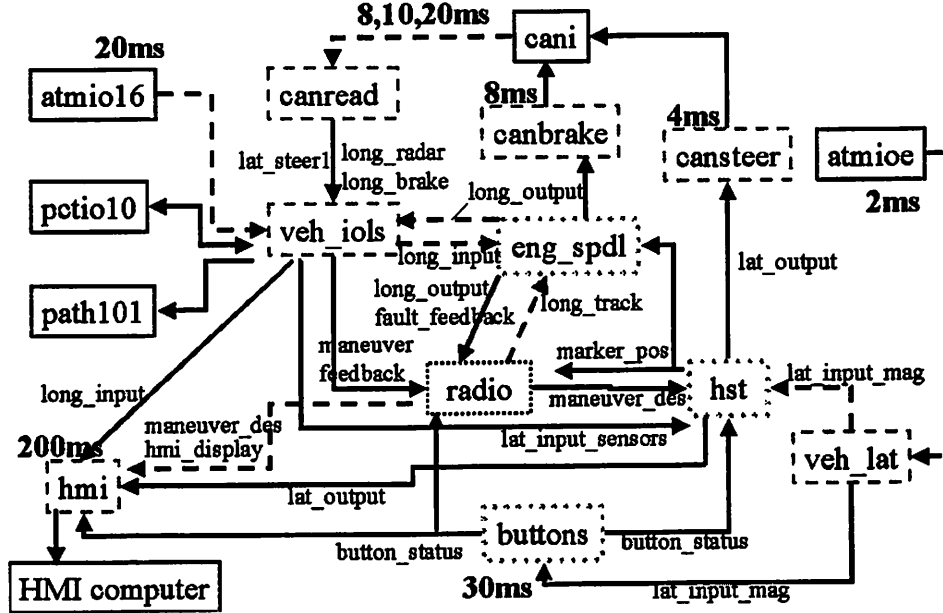 8,10,20ms
cani
20ms
atmio16
canread
8ms
canbrake
4ms
cansteer
atmioe
2ms
lat_steer1
long_radar
long_brake
long_output
pctio10
veh_iols
long_input
eng_spdl
lat_output
path101
long_output
fault_feedback
long_track
maneuver
feedback
marker_pos
radio
maneuver_des
hst
lat_input_mag
long_input
maneuver_des
hmi_display
lat_input_sensors
200ms
hmi
veh_lat
lat_output
buttons
button_status
button_status
30ms
lat_input_mag
HMI computer